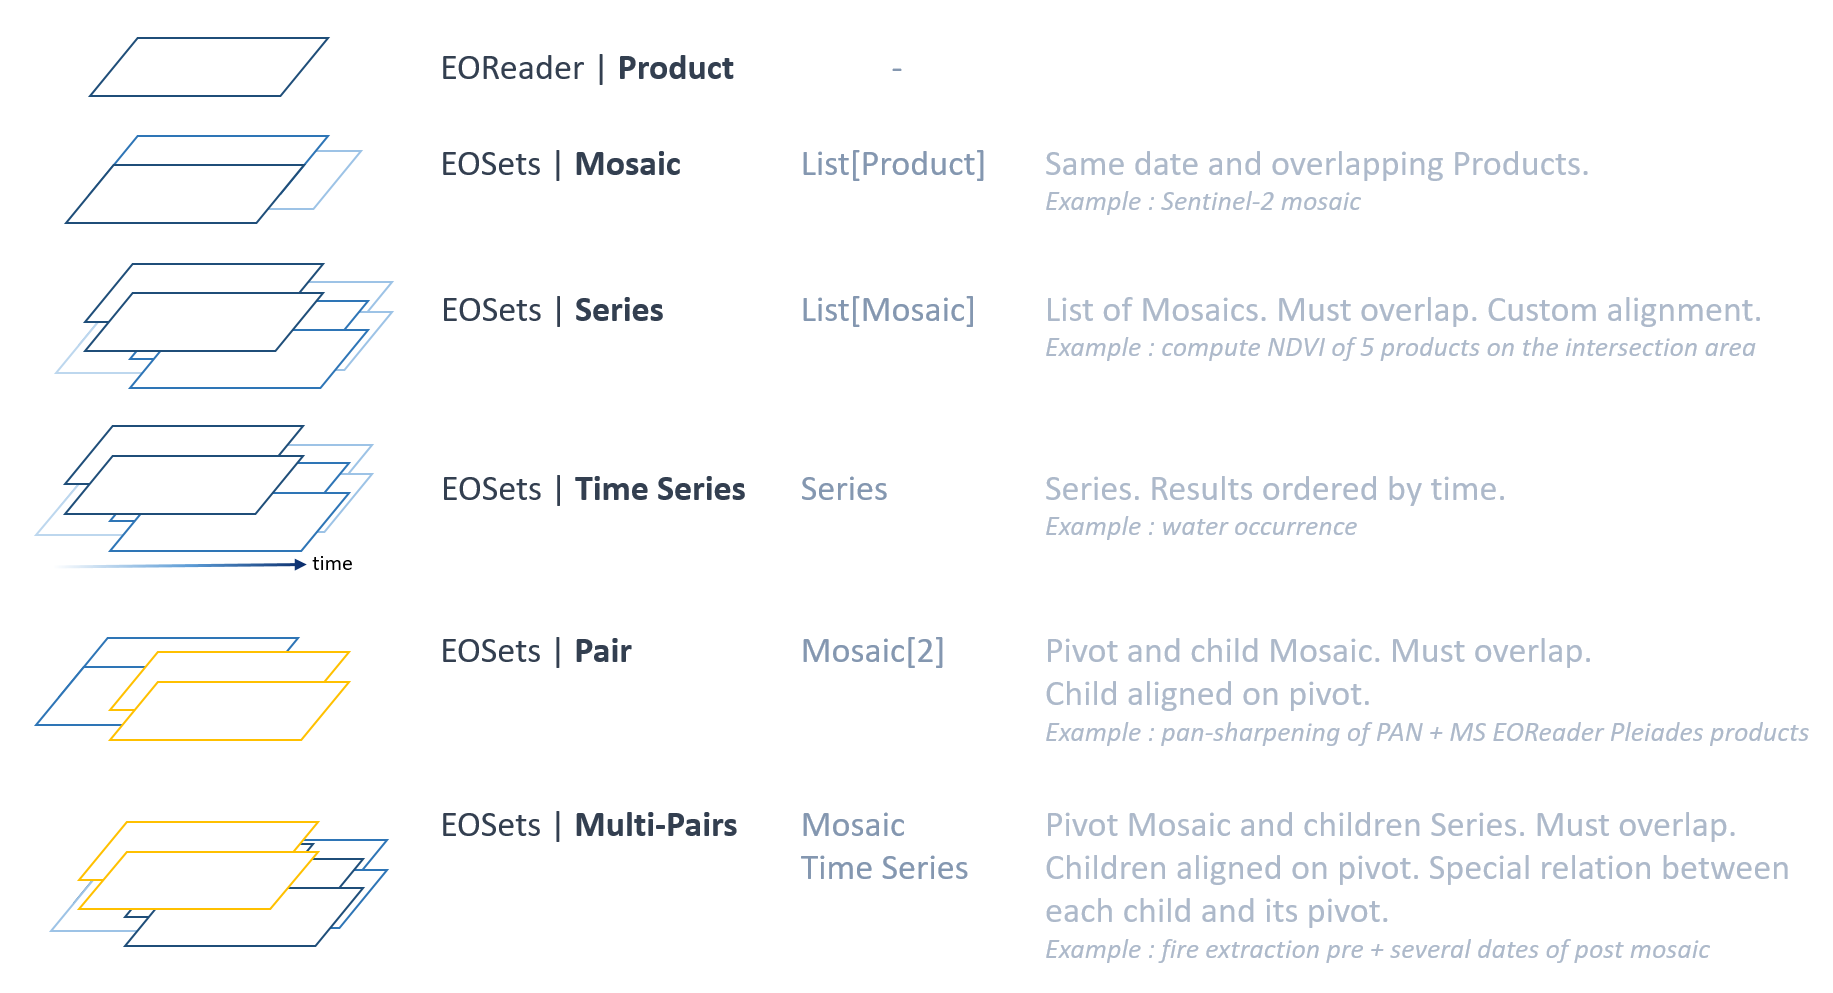 EOReader | Product -
EOSets | Mosaic List[Product] Same date and overlapping Products.
Example : Sentinel-2 mosaic
EOSets | Series List[Mosaic] List of Mosaics. Must overlap. Custom alignment.
Example : compute NDVI of 5 products on the intersection area
EOSets | Time Series Series Series. Results ordered by time.
Example : water occurrence
time
EOSets | Pair Mosaic[2] Pivot and child Mosaic. Must overlap.
Child aligned on pivot.
Example : pan-sharpening of PAN + MS EOReader Pleiades products
EOSets | Multi-Pairs Mosaic Pivot Mosaic and children Series. Must overlap.
Time Series Children aligned on pivot. Special relation between
each child and its pivot.
Example : fire extraction pre + several dates of post mosaic